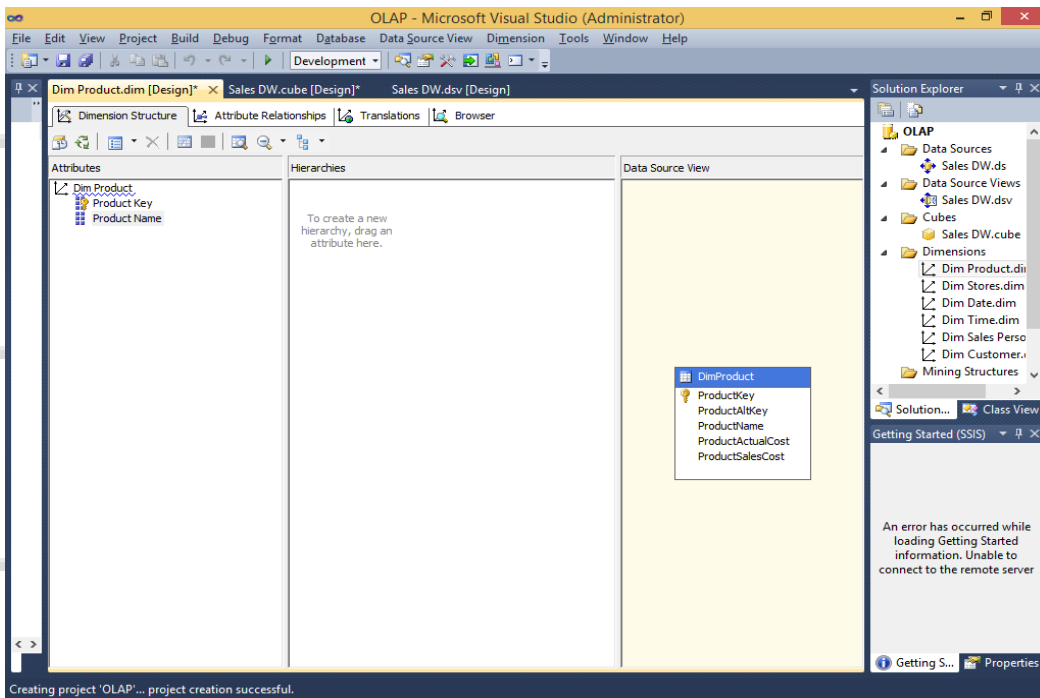 OLAP - Microsoft Visual Studio (Administrator)
File Edit View Project Build Debug Format Database Data Source View Dimension Tools Window Help
Development
Dim Product.dim [Design]* Sales DW.cube [Design]* Sales DW.dsv [Design]
Dimension Structure Attribute Relationships Translations Browser
Attributes
Dim Product
Product Key
Product Name
Hierarchies
To create a new
hierarchy, drag an
attribute here.
Data Source View
DimProduct
ProductKey
ProductAltKey
ProductName
ProductActualCost
ProductSalesCost
Solution Explorer
OLAP
Data Sources
Sales DW.ds
Data Source Views
Sales DW.dsv
Cubes
Sales DW.cube
Dimensions
Dim Product.di
Dim Stores.dim
Dim Date.dim
Dim Time.dim
Dim Sales Perso
Dim Customer.
Mining Structures
Solution... Class View
Getting Started (SSIS)
An error has occurred while
loading Getting Started
information. Unable to
connect to the remote server
Getting S... Properties
Creating project 'OLAP'... project creation successful.